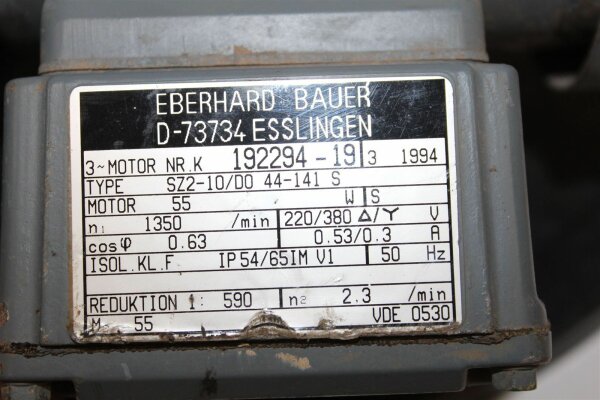 EBERHARD BAUER
D-73734 ESSLINGEN
3~MOTOR NR.K 192294-19 3 1994
TYPE SZ2-10/DO 44-141 S
MOTOR 55 W S
n₁ 1350 /min 220/380 Δ/Y V
cosφ 0.63 0.53/0.3 A
ISOL.KL.F IP54/65IM V1 50 Hz
REDUKTION 1: 590 n₂ 2.3 /min
M 55 VDE 0530